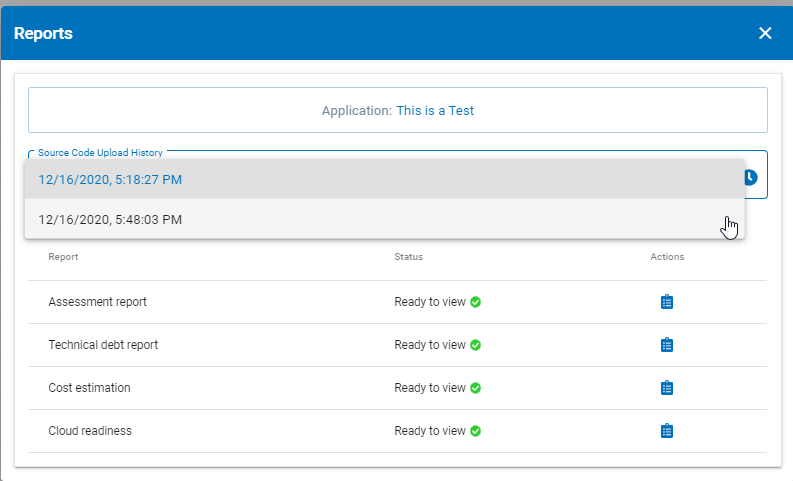 Reports
Application: This is a Test
Source Code Upload History
12/16/2020, 5:18:27 PM
12/16/2020, 5:48:03 PM
Report Status Actions
Assessment report Ready to view
Technical debt report Ready to view
Cost estimation Ready to view
Cloud readiness Ready to view